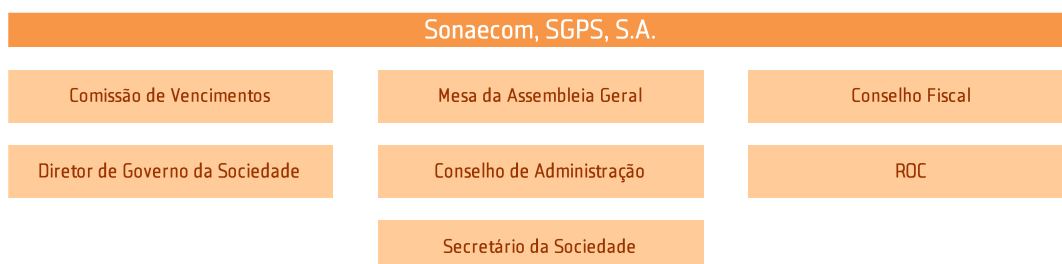 Sonaecom, SGPS, S.A.
Comissão de Vencimentos
Mesa da Assembleia Geral
Conselho Fiscal
Diretor de Governo da Sociedade
Conselho de Administração
ROC
Secretário da Sociedade